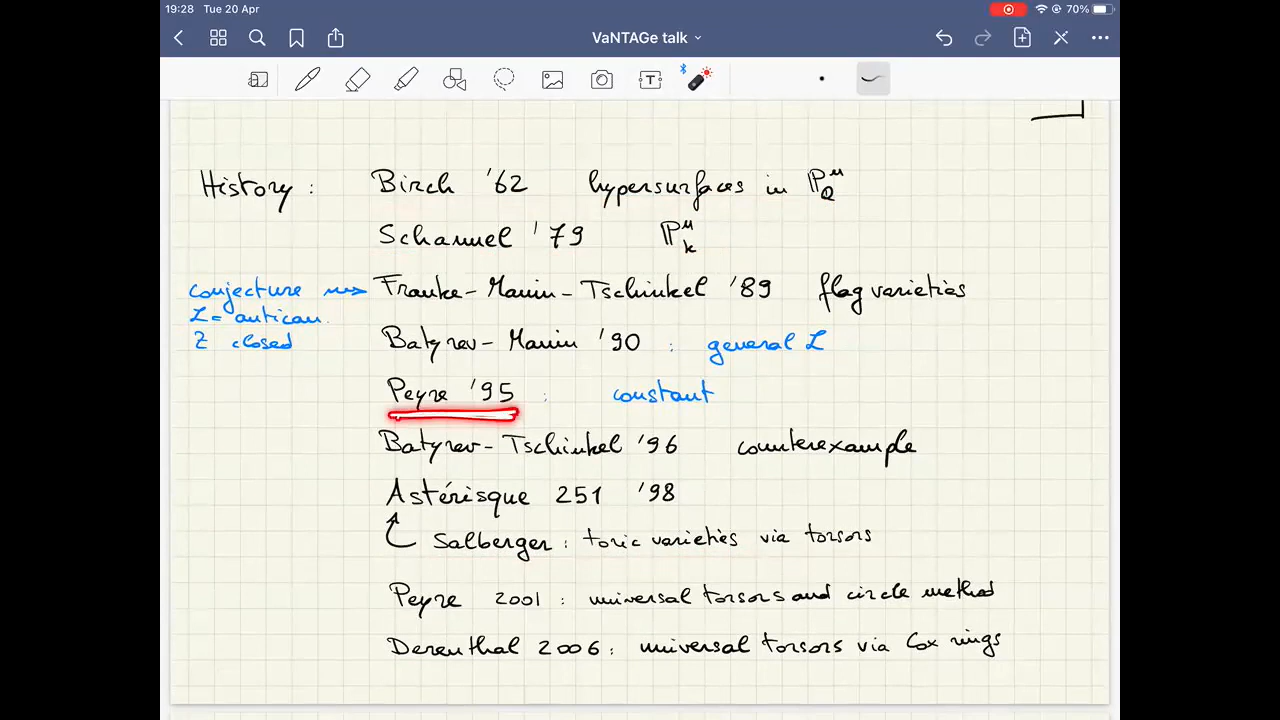 19:28 Tue 20 Apr 70%
VaNTAGe talk
History: Birch '62 hypersurfaces in ℙⁿ_Q
Schanuel '79 ℙⁿ_k
conjecture ⇝ Franke-Manin-Tschinkel '89 flag varieties
L = antican.
Z closed Batyrev-Manin '90 : general L
Peyre '95 : constant
Batyrev-Tschinkel '96 counterexample
Astérisque 251 '98
Salberger: toric varieties via torsors
Peyre 2001: universal torsors and circle method
Derenthal 2006: universal torsors via Cox rings